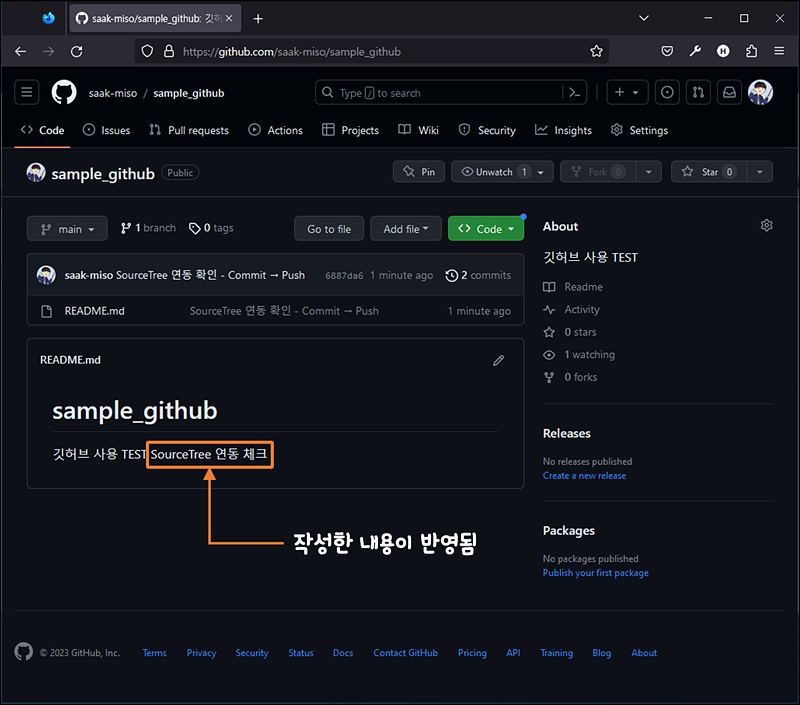 saak-miso/sample_github: 깃허
https://github.com/saak-miso/sample_github
saak-miso / sample_github
Type / to search
Code Issues Pull requests Actions Projects Wiki Security Insights Settings
sample_github Public
Pin Unwatch 1 Fork 0 Star 0
main 1 branch 0 tags Go to file Add file Code
saak-miso SourceTree 연동 확인 - Commit → Push 6887da6 1 minute ago 2 commits
README.md SourceTree 연동 확인 - Commit → Push 1 minute ago
README.md
sample_github
깃허브 사용 TEST SourceTree 연동 체크
작성한 내용이 반영됨
About
깃허브 사용 TEST
Readme
Activity
0 stars
1 watching
0 forks
Releases
No releases published
Create a new release
Packages
No packages published
Publish your first package
© 2023 GitHub, Inc. Terms Privacy Security Status Docs Contact GitHub Pricing API Training Blog About